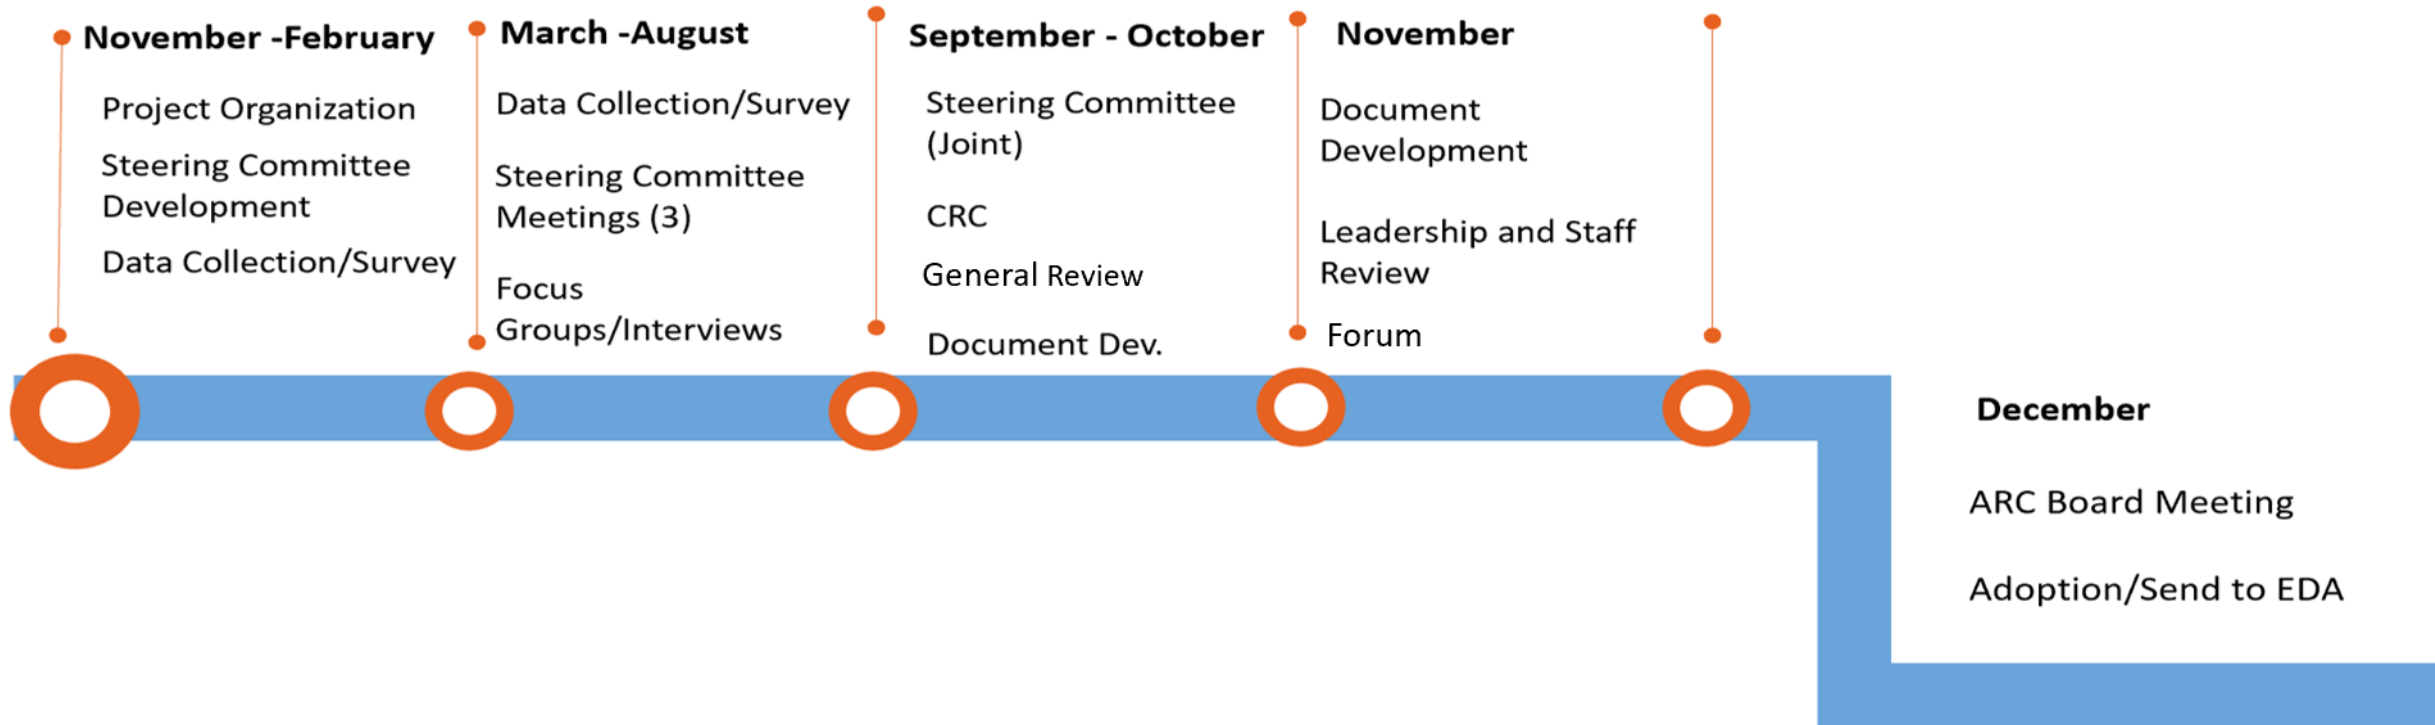 November -February
Project Organization
Steering Committee
Development
Data Collection/Survey
March -August
Data Collection/Survey
Steering Committee
Meetings (3)
Focus
Groups/Interviews
September - October
Steering Committee
(Joint)
CRC
General Review
Document Dev.
November
Document
Development
Leadership and Staff
Review
Forum
December
ARC Board Meeting
Adoption/Send to EDA